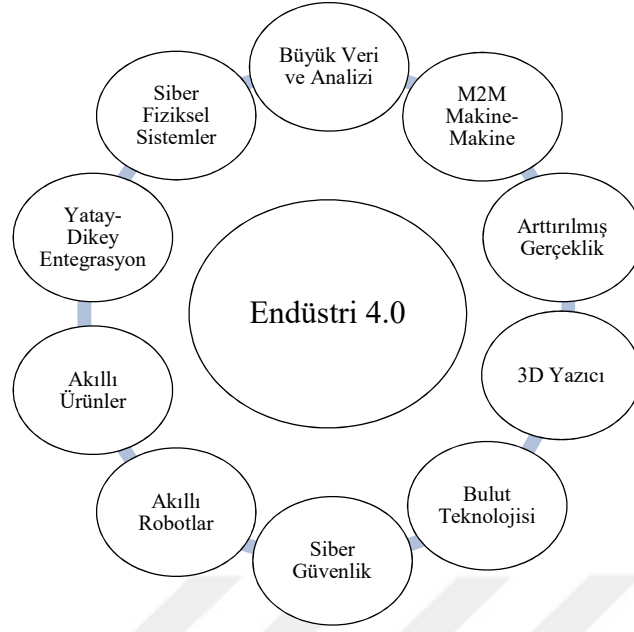 Büyük Veri
ve Analizi
M2M
Makine-
Makine
Arttırılmış
Gerçeklik
3D Yazıcı
Bulut
Teknolojisi
Siber
Güvenlik
Akıllı
Robotlar
Akıllı
Ürünler
Yatay-
Dikey
Entegrasyon
Siber
Fiziksel
Sistemler
Endüstri 4.0